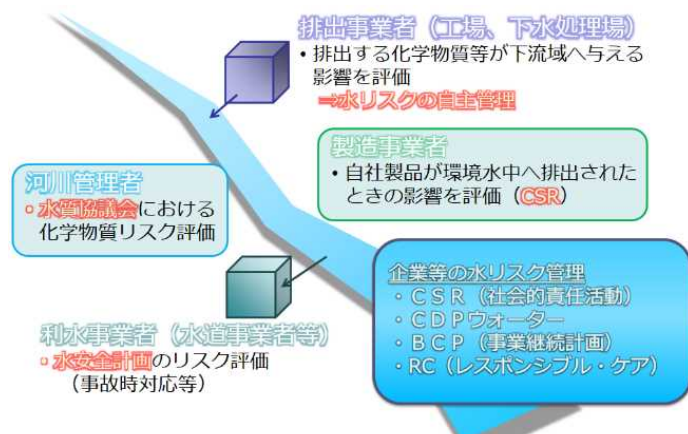 排出事業者（工場、下水処理場）
・排出する化学物質等が下流域へ与える
影響を評価
⇒水リスクの自主管理
製造事業者
・自社製品が環境水中へ排出された
ときの影響を評価（CSR）
河川管理者
・水質協議会における
化学物質リスク評価
利水事業者（水道事業者等）
・水安全計画のリスク評価
（事故時対応等）
企業等の水リスク管理
・ＣＳＲ（社会的責任活動）
・ＣＤＰウォーター
・ＢＣＰ（事業継続計画）
・RC（レスポンシブル・ケア）